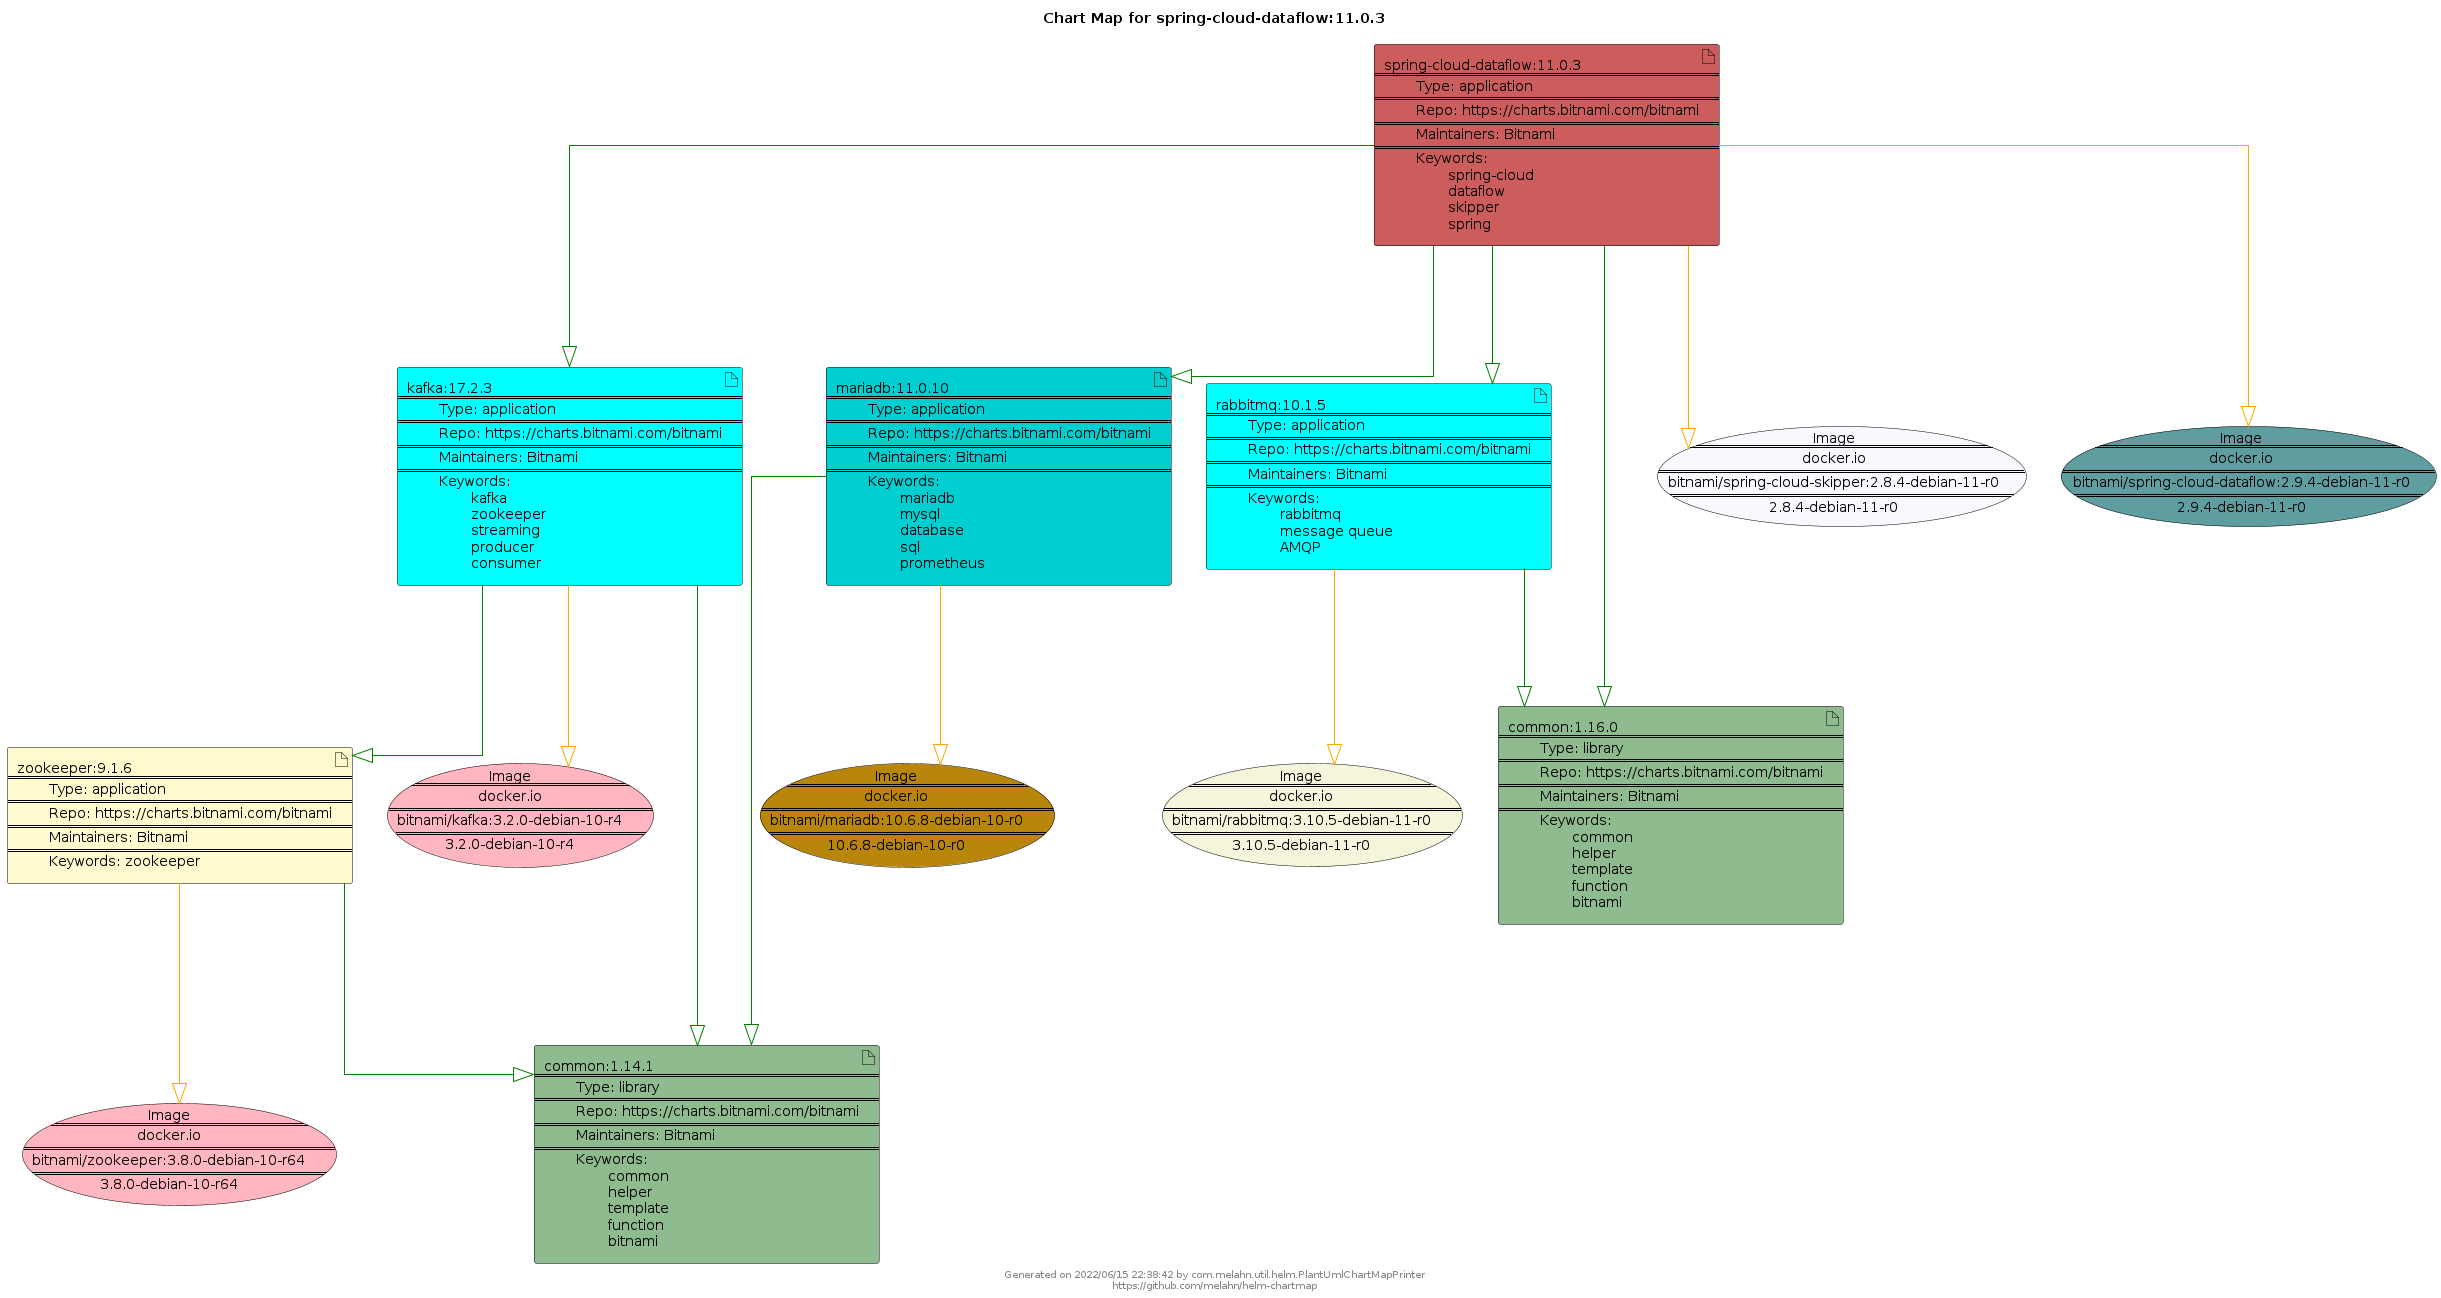 Chart Map for spring-cloud-dataflow:11.0.3
spring-cloud-dataflow:11.0.3
Type: application
Repo: https://charts.bitnami.com/bitnami
Maintainers: Bitnami
Keywords:
spring-cloud
dataflow
skipper
spring
kafka:17.2.3
Type: application
Repo: https://charts.bitnami.com/bitnami
Maintainers: Bitnami
Keywords:
kafka
zookeeper
streaming
producer
consumer
mariadb:11.0.10
Type: application
Repo: https://charts.bitnami.com/bitnami
Maintainers: Bitnami
Keywords:
mariadb
mysql
database
sql
prometheus
rabbitmq:10.1.5
Type: application
Repo: https://charts.bitnami.com/bitnami
Maintainers: Bitnami
Keywords:
rabbitmq
message queue
AMQP
Image
docker.io
bitnami/spring-cloud-skipper:2.8.4-debian-11-r0
2.8.4-debian-11-r0
Image
docker.io
bitnami/spring-cloud-dataflow:2.9.4-debian-11-r0
2.9.4-debian-11-r0
zookeeper:9.1.6
Type: application
Repo: https://charts.bitnami.com/bitnami
Maintainers: Bitnami
Keywords: zookeeper
Image
docker.io
bitnami/kafka:3.2.0-debian-10-r4
3.2.0-debian-10-r4
Image
docker.io
bitnami/mariadb:10.6.8-debian-10-r0
10.6.8-debian-10-r0
Image
docker.io
bitnami/rabbitmq:3.10.5-debian-11-r0
3.10.5-debian-11-r0
common:1.16.0
Type: library
Repo: https://charts.bitnami.com/bitnami
Maintainers: Bitnami
Keywords:
common
helper
template
function
bitnami
Image
docker.io
bitnami/zookeeper:3.8.0-debian-10-r64
3.8.0-debian-10-r64
common:1.14.1
Type: library
Repo: https://charts.bitnami.com/bitnami
Maintainers: Bitnami
Keywords:
common
helper
template
function
bitnami
Generated on 2022/06/15 22:38:42 by com.melahn.util.helm.PlantUmlChartMapPrinter
https://github.com/melahn/helm-chartmap